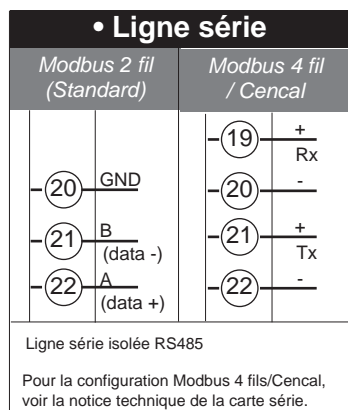 • Ligne série
Modbus 2 fil
(Standard)
Modbus 4 fil
/ Cencal
20 GND
21 B
(data -)
22 A
(data +)
19 +
Rx
20 -
21 +
Tx
22 -
Ligne série isolée RS485
Pour la configuration Modbus 4 fils/Cencal,
voir la notice technique de la carte série.